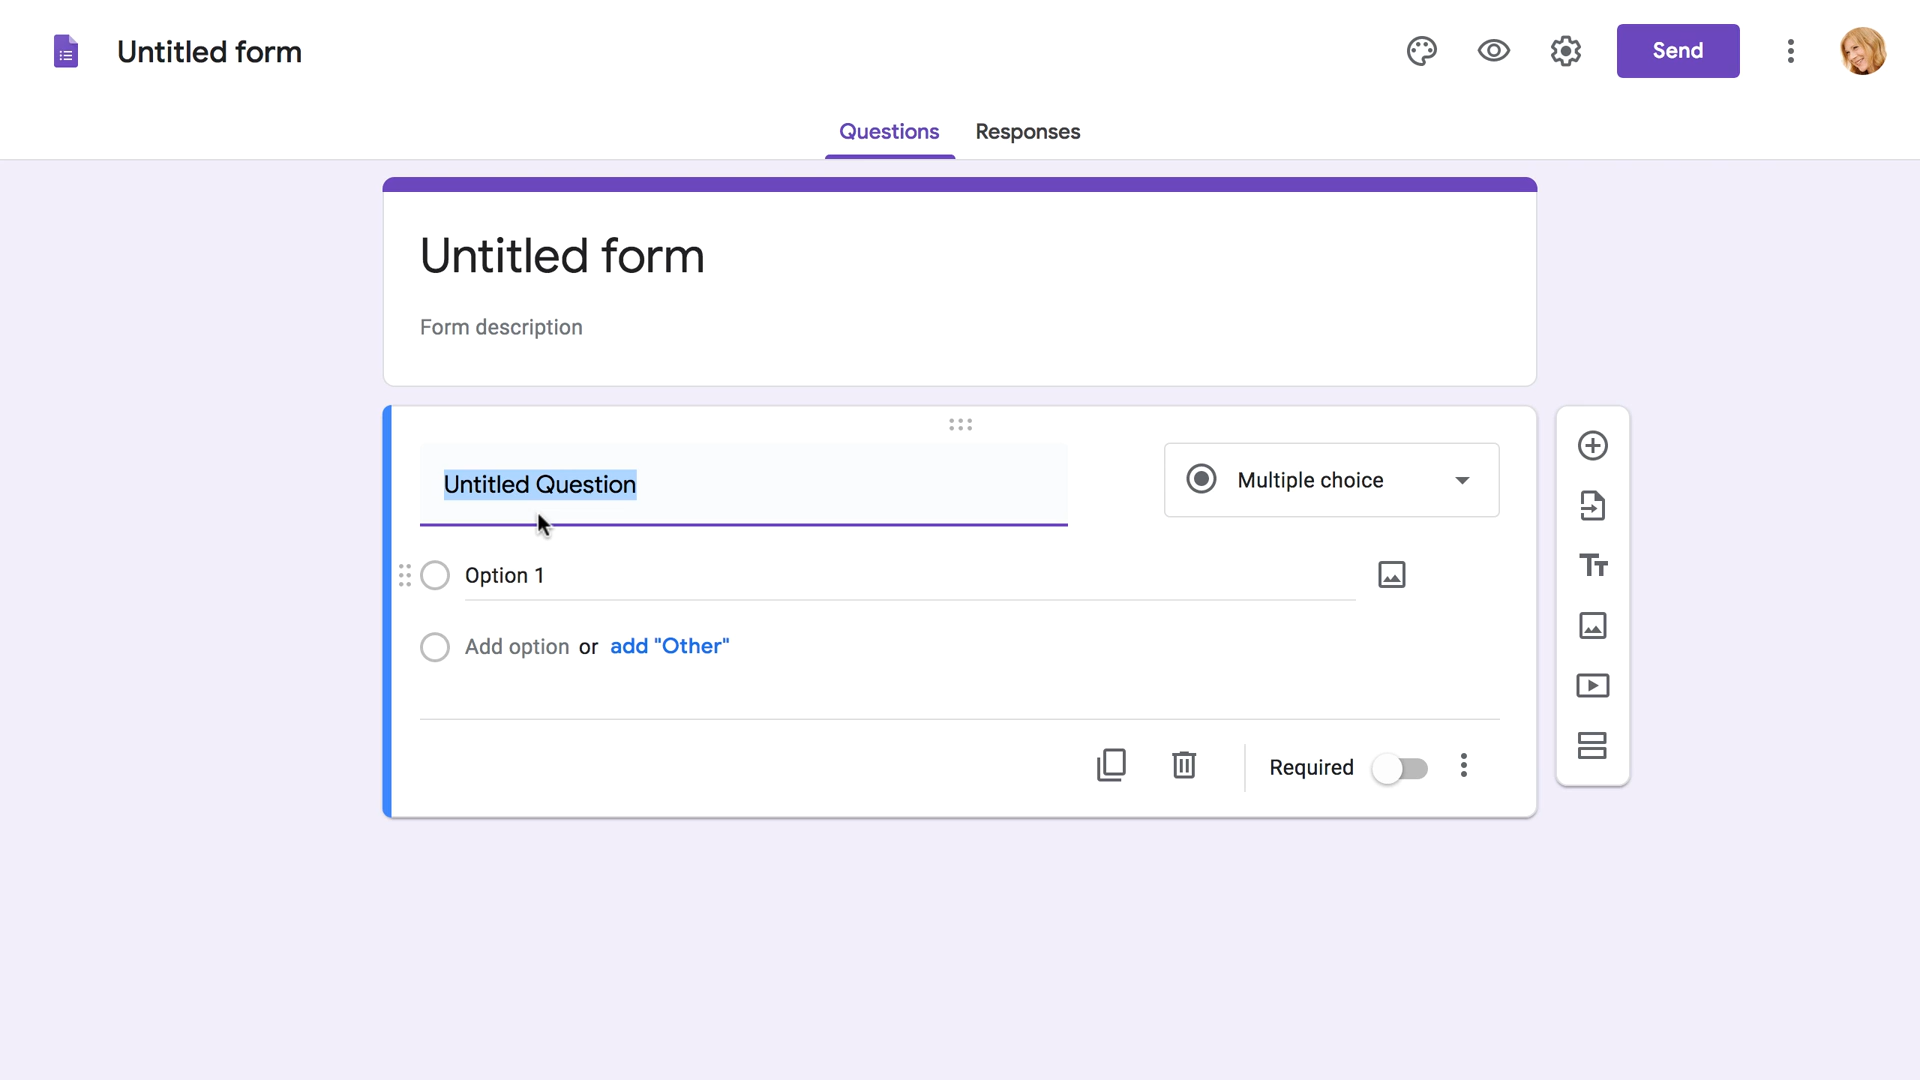 Untitled form
Send
Questions Responses
Untitled form
Form description
Untitled Question
Multiple choice
Option 1
Add option or add "Other"
Required